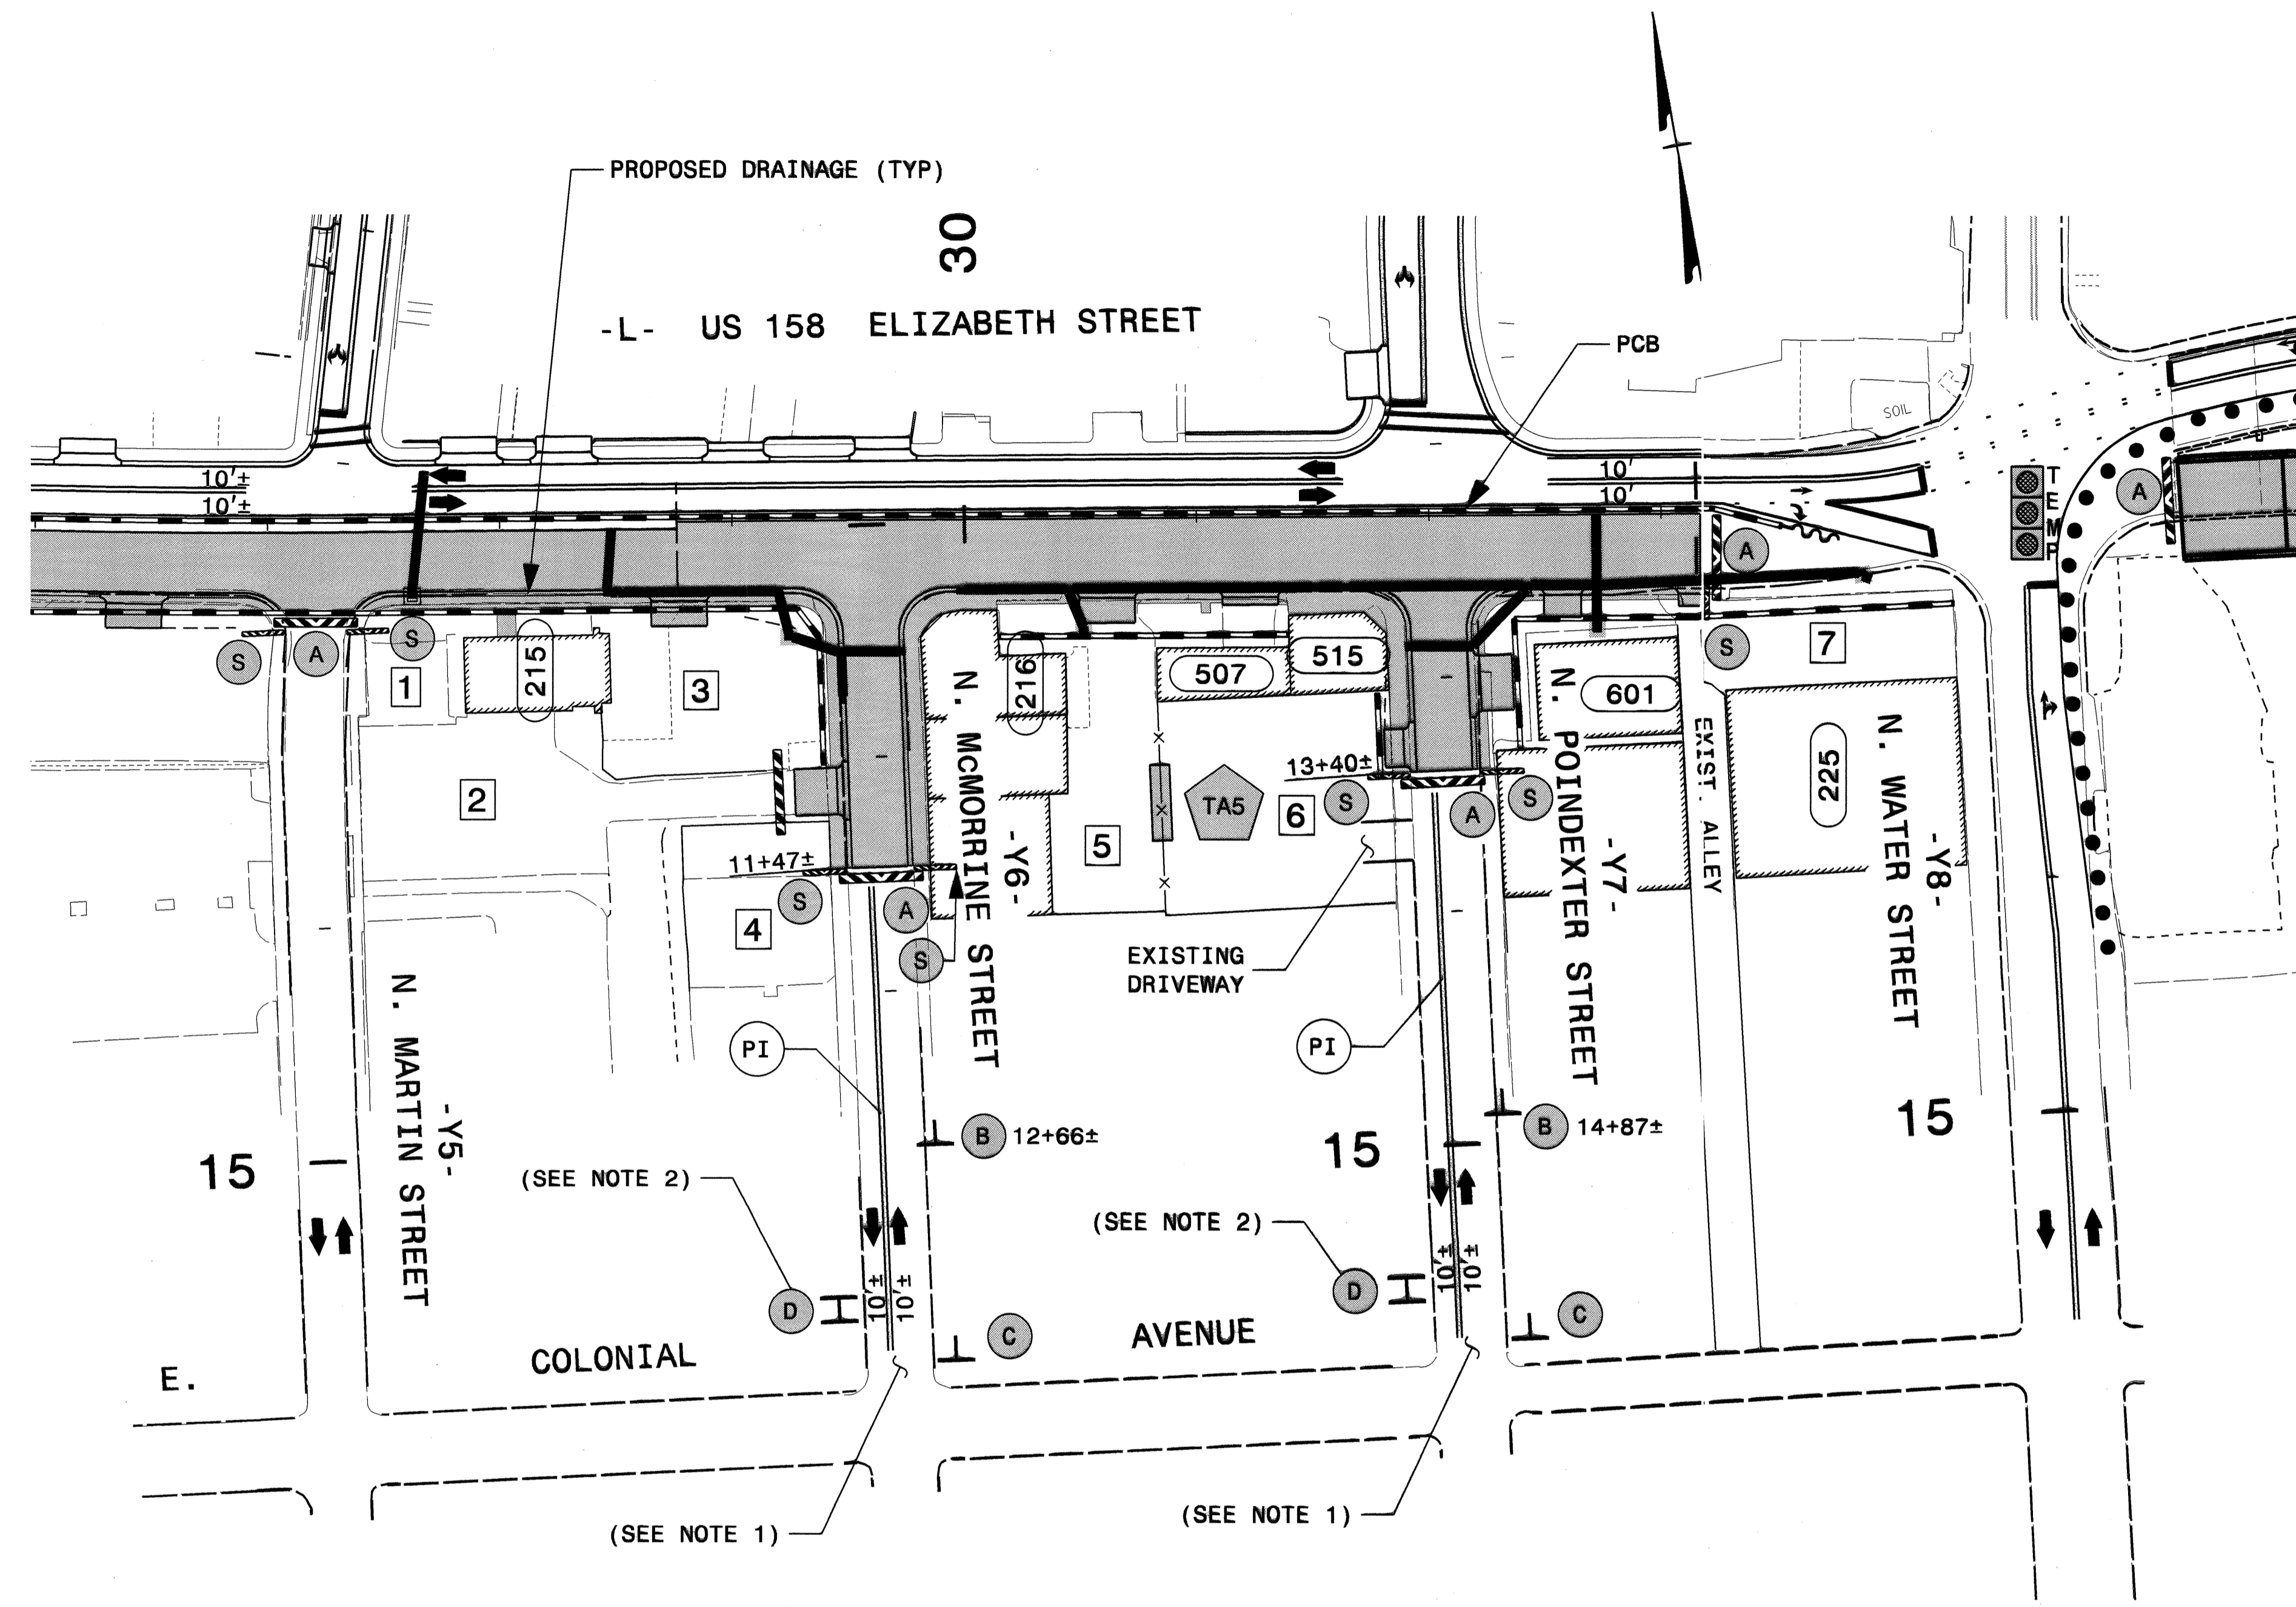 PROPOSED DRAINAGE (TYP)
30
-L- US 158 ELIZABETH STREET
PCB
SOIL
10'±
10'±
10'
10'
TEMP
A
A
S
A
S
S
1
215
3
216
507
515
601
7
2
N. McMORRINE STREET
-Y6-
5
TA5
6
13+40±
S
A
S
N. POINDEXTER STREET
-Y7-
EXIST. ALLEY
225
N. WATER STREET
-Y8-
11+47±
S
A
S
4
EXISTING
DRIVEWAY
N. MARTIN STREET
-Y5-
PI
PI
B 12+66±
B 14+87±
15
15
15
(SEE NOTE 2)
(SEE NOTE 2)
D
10'±
10'±
D
10'±
10'±
C
C
E. COLONIAL AVENUE
(SEE NOTE 1)
(SEE NOTE 1)